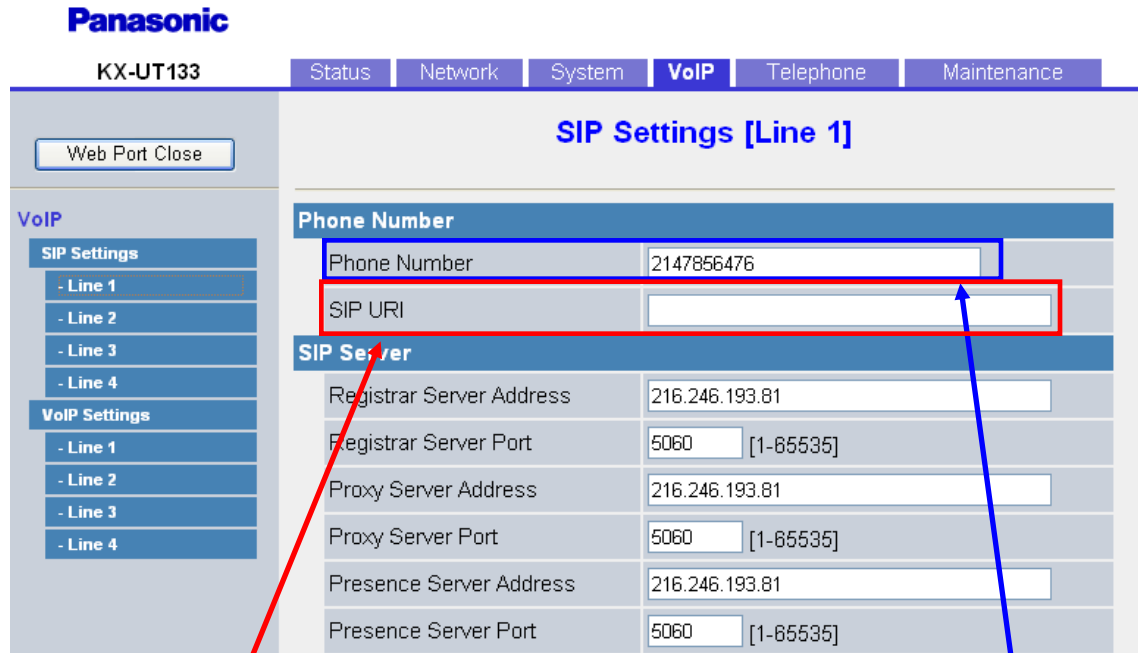 Panasonic
KX-UT133
Status Network System VoIP Telephone Maintenance
Web Port Close
SIP Settings [Line 1]
VoIP
SIP Settings
- Line 1
- Line 2
- Line 3
- Line 4
VoIP Settings
- Line 1
- Line 2
- Line 3
- Line 4
Phone Number
Phone Number 2147856476
SIP URI
SIP Server
Registrar Server Address 216.246.193.81
Registrar Server Port 5060 [1-65535]
Proxy Server Address 216.246.193.81
Proxy Server Port 5060 [1-65535]
Presence Server Address 216.246.193.81
Presence Server Port 5060 [1-65535]